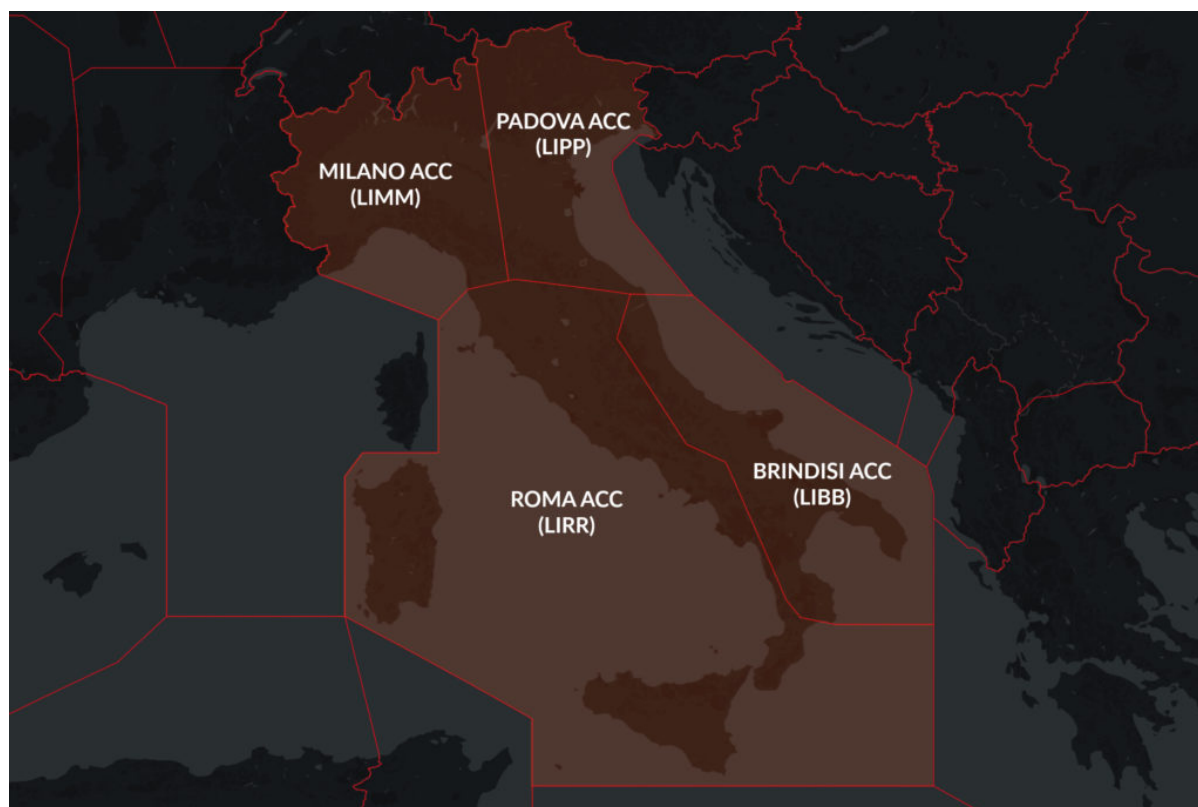 PADOVA ACC
(LIPP)
MILANO ACC
(LIMM)
ROMA ACC
(LIRR)
BRINDISI ACC
(LIBB)